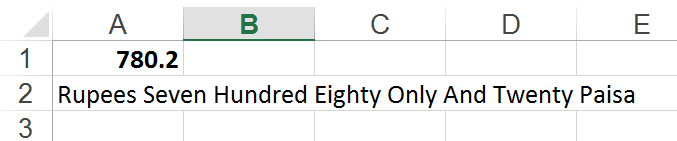 A B C D E
1 780.2
2 Rupees Seven Hundred Eighty Only And Twenty Paisa
3